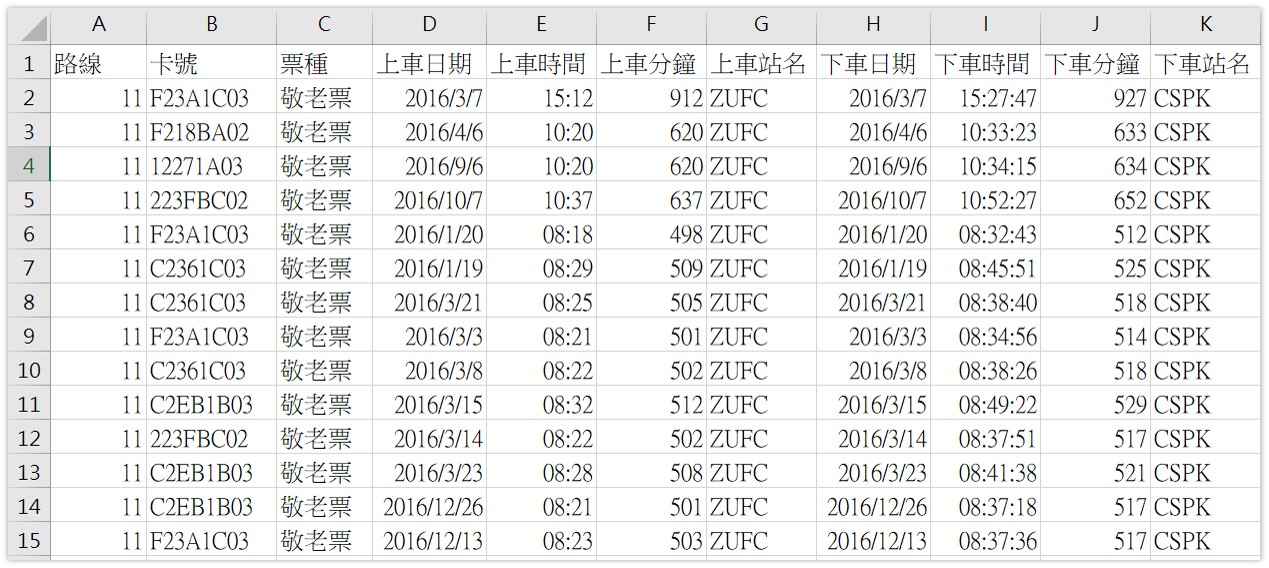 A B C D E F G H I J K
1 路線 卡號 票種 上車日期 上車時間 上車分鐘 上車站名 下車日期 下車時間 下車分鐘 下車站名
2 11 F23A1C03 敬老票 2016/3/7 15:12 912 ZUFC 2016/3/7 15:27:47 927 CSPK
3 11 F218BA02 敬老票 2016/4/6 10:20 620 ZUFC 2016/4/6 10:33:23 633 CSPK
4 11 12271A03 敬老票 2016/9/6 10:20 620 ZUFC 2016/9/6 10:34:15 634 CSPK
5 11 223FBC02 敬老票 2016/10/7 10:37 637 ZUFC 2016/10/7 10:52:27 652 CSPK
6 11 F23A1C03 敬老票 2016/1/20 08:18 498 ZUFC 2016/1/20 08:32:43 512 CSPK
7 11 C2361C03 敬老票 2016/1/19 08:29 509 ZUFC 2016/1/19 08:45:51 525 CSPK
8 11 C2361C03 敬老票 2016/3/21 08:25 505 ZUFC 2016/3/21 08:38:40 518 CSPK
9 11 F23A1C03 敬老票 2016/3/3 08:21 501 ZUFC 2016/3/3 08:34:56 514 CSPK
10 11 C2361C03 敬老票 2016/3/8 08:22 502 ZUFC 2016/3/8 08:38:26 518 CSPK
11 11 C2EB1B03 敬老票 2016/3/15 08:32 512 ZUFC 2016/3/15 08:49:22 529 CSPK
12 11 223FBC02 敬老票 2016/3/14 08:22 502 ZUFC 2016/3/14 08:37:51 517 CSPK
13 11 C2EB1B03 敬老票 2016/3/23 08:28 508 ZUFC 2016/3/23 08:41:38 521 CSPK
14 11 C2EB1B03 敬老票 2016/12/26 08:21 501 ZUFC 2016/12/26 08:37:18 517 CSPK
15 11 F23A1C03 敬老票 2016/12/13 08:23 503 ZUFC 2016/12/13 08:37:36 517 CSPK